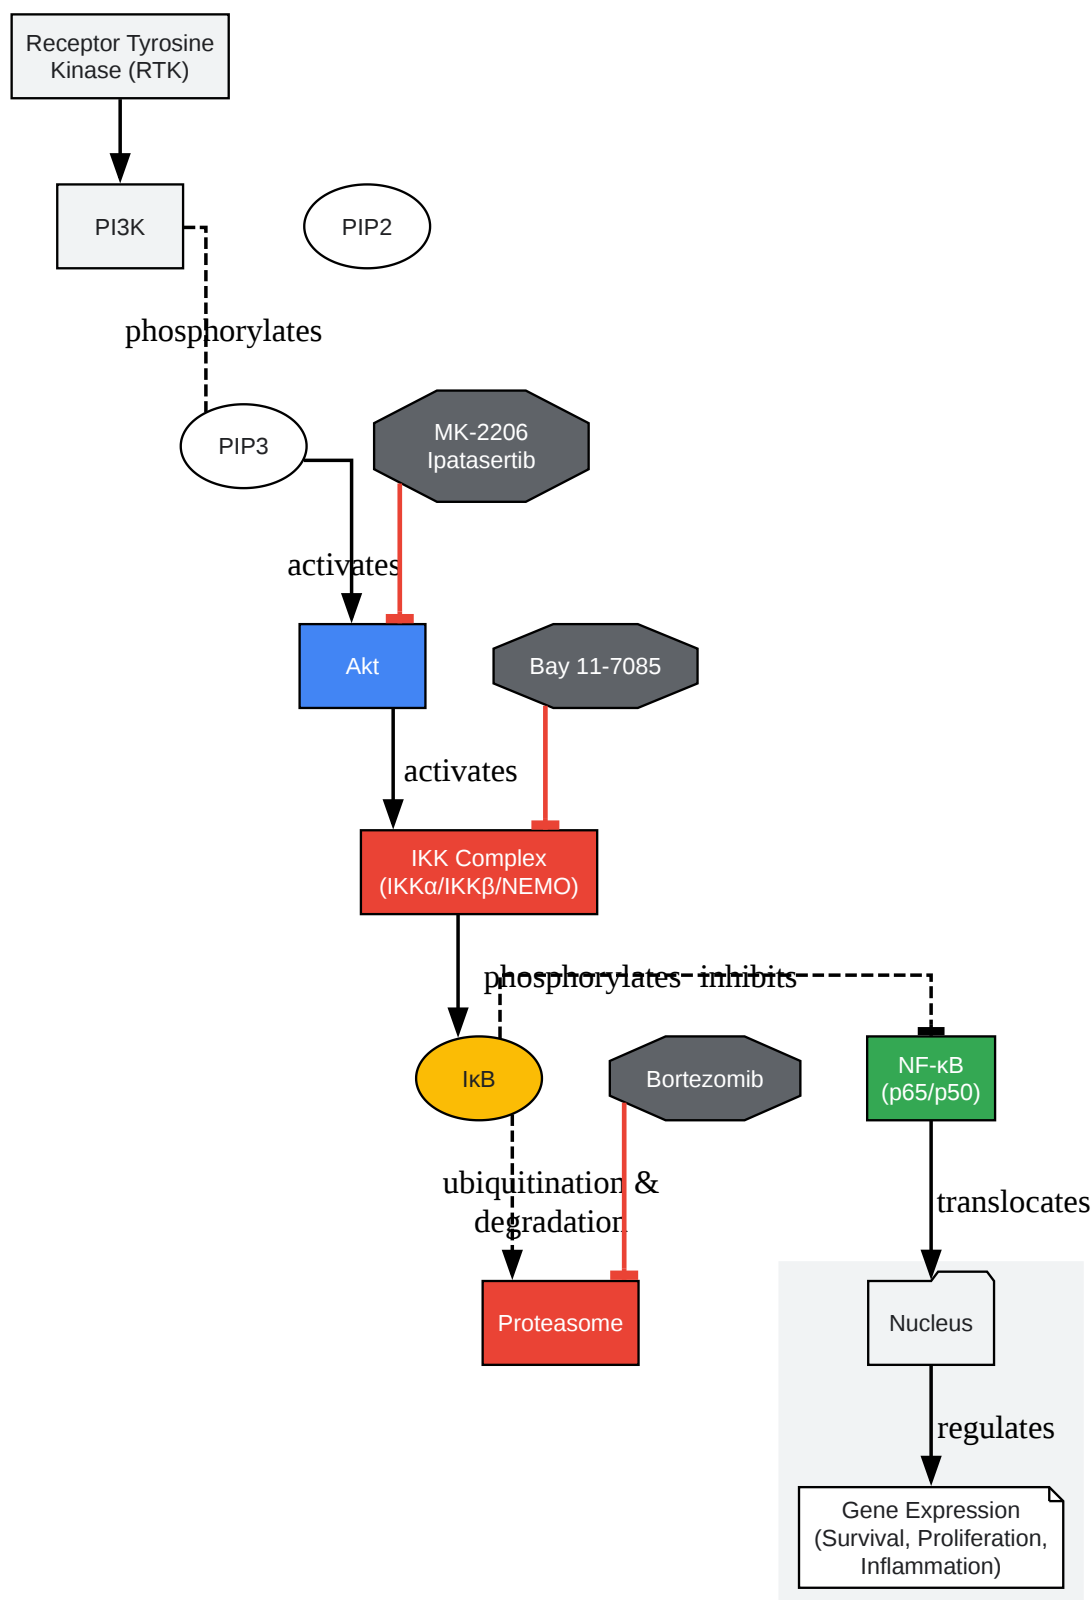 Receptor Tyrosine
Kinase (RTK)
PI3K
PIP2
phosphorylates
PIP3
MK-2206
Ipatasertib
activates
Akt
Bay 11-7085
activates
IKK Complex
(IKKα/IKKβ/NEMO)
phosphorylates
inhibits
IκB
Bortezomib
NF-κB
(p65/p50)
ubiquitination &
degradation
translocates
Proteasome
Nucleus
regulates
Gene Expression
(Survival, Proliferation,
Inflammation)